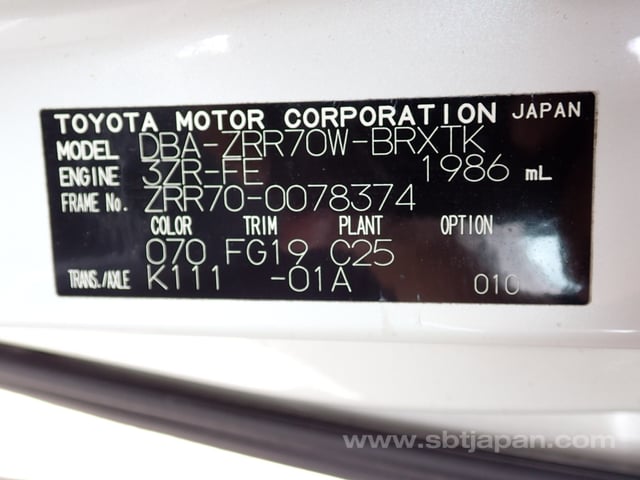 TOYOTA MOTOR CORPORATION JAPAN
MODEL DBA-ZRR70W-BRXTK
ENGINE 3ZR-FE 1986 mL
FRAME No. ZRR70-0078374
COLOR TRIM PLANT OPTION
070 FG19 C25
TRANS./AXLE K111 -01A 010
www.sbtjapan.com